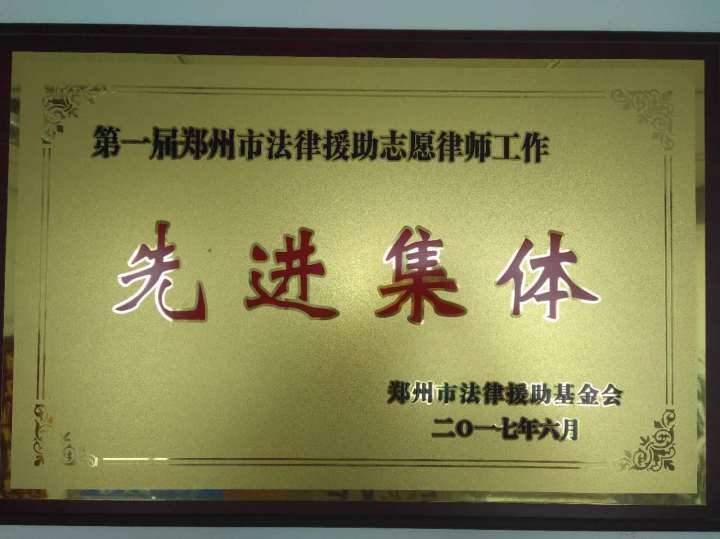 第一届郑州市法律援助志愿律师工作
先进集体
郑州市法律援助基金会
二〇一七年六月